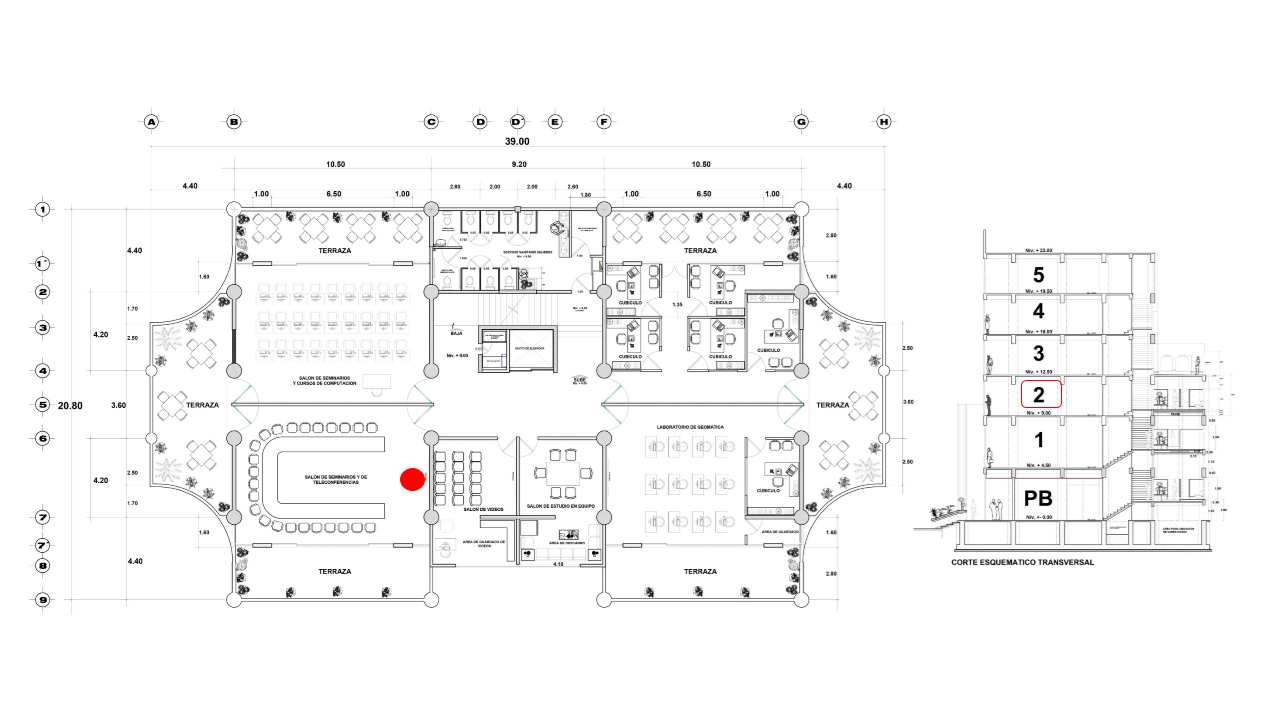 A B C D D' E F G H
39.00
10.50 9.20 10.50
4.40 2.60 2.00 2.00 2.60 4.40
1.00 6.50 1.00 1.80 1.00 6.50 1.00
1
1'
2
3
4
5
6
7
7'
8
9
20.80
4.40
4.20
3.60
4.20
4.40
1.60
1.70
2.50
2.50
1.70
1.60
TERRAZA
TERRAZA
SERVICIO SANITARIO MUJERES
2.80
1.60
CUBICULO
CUBICULO
1.35
CUBICULO
CUBICULO
CUBICULO
BAJA
Niv. + 9.00
DUCTO DE ELEVADOR
SUBE
SALON DE SEMINARIOS
Y CURSOS DE COMPUTACION
TERRAZA
TERRAZA
2.50
3.60
2.50
LABORATORIO DE GEOMATICA
SALON DE SEMINARIOS Y DE
TELECONFERENCIAS
SALON DE VIDEOS
SALON DE ESTUDIO EN EQUIPO
CUBICULO
AREA DE GUARDADO DE
VIDEOS
AREA DE DESCANSO
AREA DE GUARDADO
4.10
1.60
2.80
TERRAZA
TERRAZA
Niv. + 23.00
5
Niv. + 19.50
4
Niv. + 16.00
3
Niv. + 12.50
2
Niv. + 9.00
1
Niv. + 4.50
PB
Niv. +- 0.00
CORTE ESQUEMATICO TRANSVERSAL